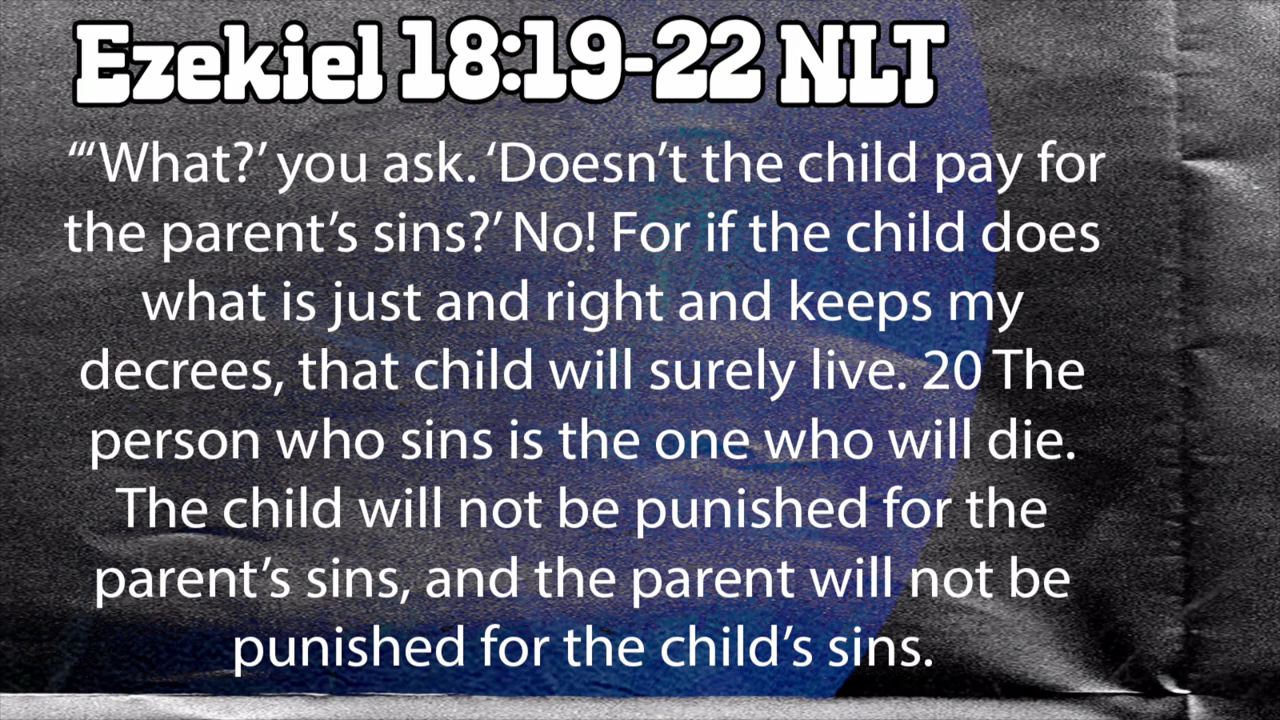 Ezekiel 18:19-22 NLT
“‘What?’ you ask. ‘Doesn’t the child pay for
the parent’s sins?’ No! For if the child does
what is just and right and keeps my
decrees, that child will surely live. 20 The
person who sins is the one who will die.
The child will not be punished for the
parent’s sins, and the parent will not be
punished for the child’s sins.